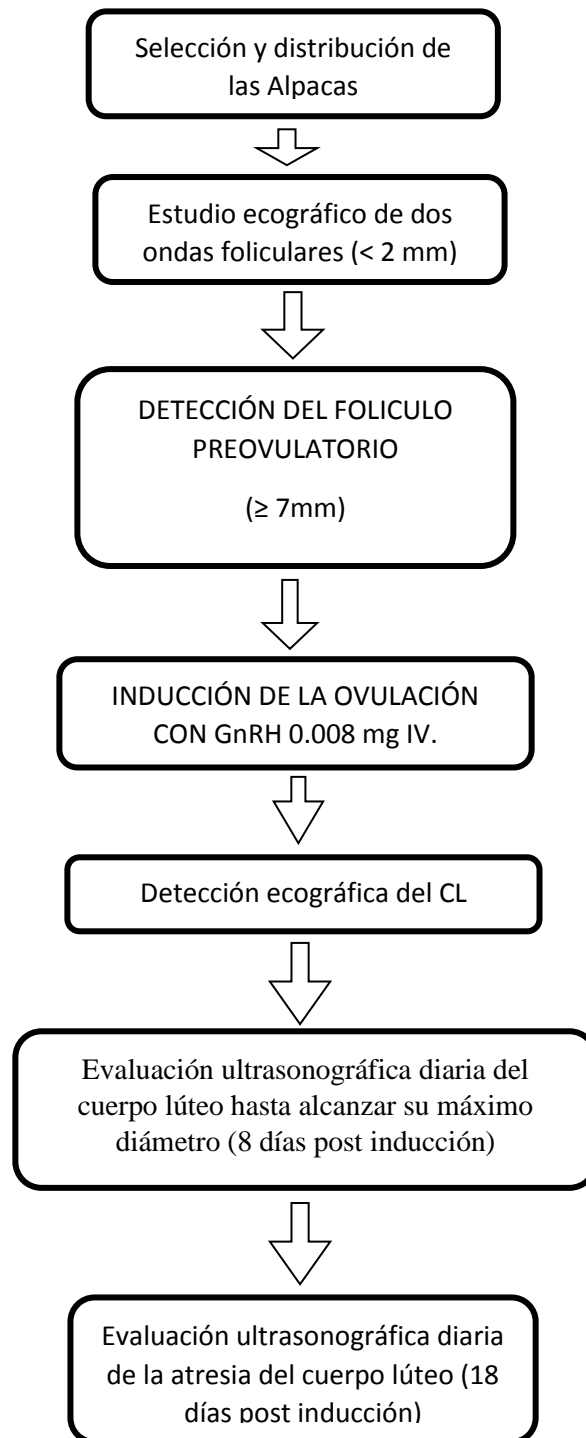 Selección y distribución de
las Alpacas
Estudio ecográfico de dos
ondas foliculares (< 2 mm)
DETECCIÓN DEL FOLICULO
PREOVULATORIO
(≥ 7mm)
INDUCCIÓN DE LA OVULACIÓN
CON GnRH 0.008 mg IV.
Detección ecográfica del CL
Evaluación ultrasonográfica diaria del
cuerpo lúteo hasta alcanzar su máximo
diámetro (8 días post inducción)
Evaluación ultrasonográfica diaria
de la atresia del cuerpo lúteo (18
días post inducción)